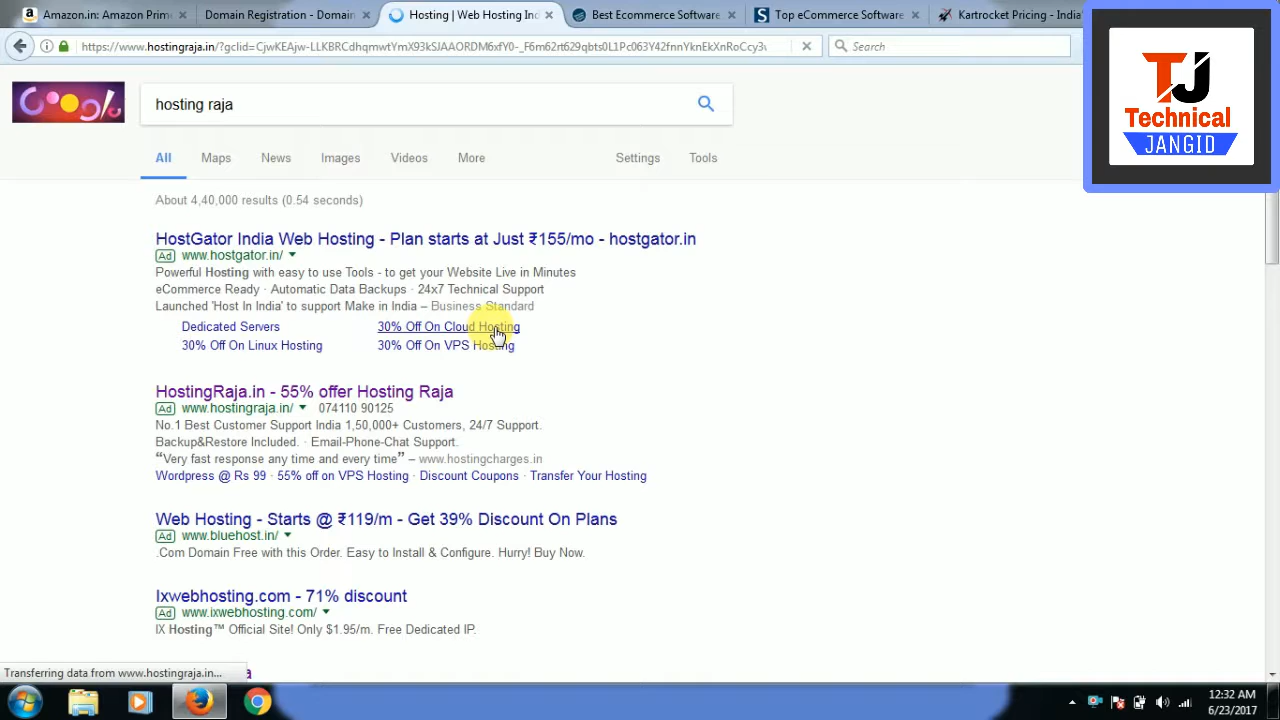 Amazon.in: Amazon Prim
Domain Registration - Domain
Hosting | Web Hosting Ind
Best Ecommerce Software
Top eCommerce Software
Kartrocket Pricing - India'
https://www.hostingraja.in/?gclid=
Search
TJ
Technical
JANGID
hosting raja
All
Maps
News
Images
Videos
More
Settings
Tools
About 4,40,000 results (0.54 seconds)
HostGator India Web Hosting - Plan starts at Just ₹155/mo - hostgator.in
Ad www.hostgator.in/
Powerful Hosting with easy to use Tools - to get your Website Live in Minutes
eCommerce Ready · Automatic Data Backups · 24x7 Technical Support
Launched 'Host In India' to support Make in India – Business Standard
Dedicated Servers
30% Off On Cloud Hosting
30% Off On Linux Hosting
30% Off On VPS Hosting
HostingRaja.in - 55% offer Hosting Raja
Ad www.hostingraja.in/ 074110 90125
No.1 Best Customer Support India 1,50,000+ Customers, 24/7 Support.
Backup&Restore Included. · Email-Phone-Chat Support.
“Very fast response any time and every time” – www.hostingcharges.in
Wordpress @ Rs 99 · 55% off on VPS Hosting · Discount Coupons · Transfer Your Hosting
Web Hosting - Starts @ ₹119/m - Get 39% Discount On Plans
Ad www.bluehost.in/
.Com Domain Free with this Order. Easy to Install & Configure. Hurry! Buy Now.
Ixwebhosting.com - 71% discount
Ad www.ixwebhosting.com/
IX Hosting™ Official Site! Only $1.95/m. Free Dedicated IP.
Transferring data from www.hostingraja.in...
12:32 AM
6/23/2017